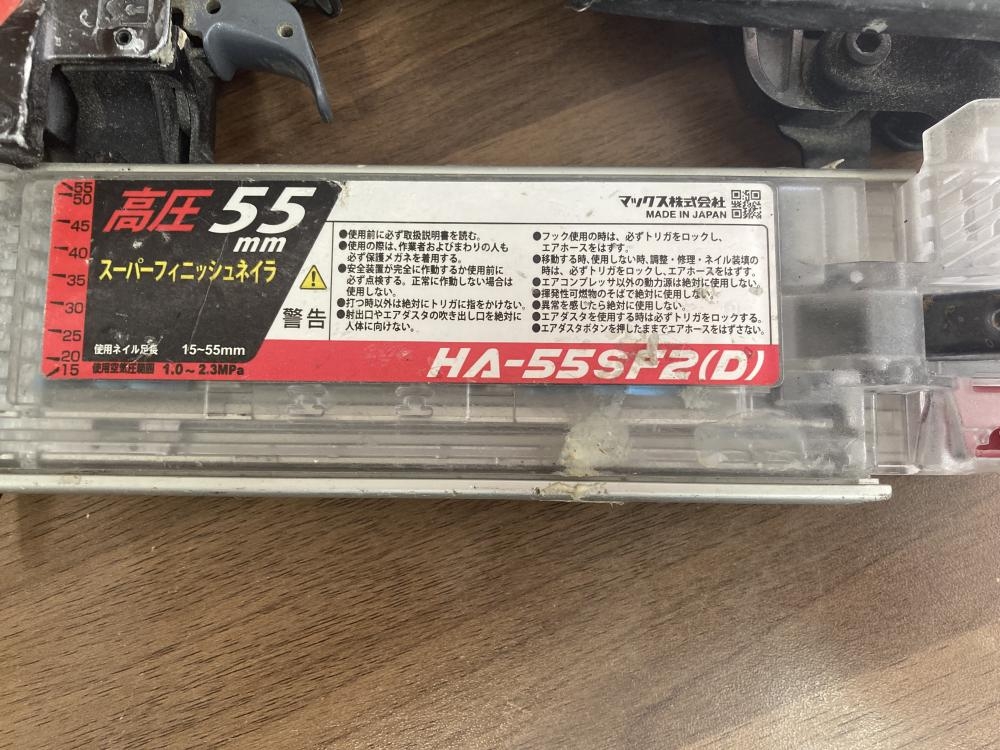 55
50
45
40
35
30
25
20
15
高圧 55
mm
スーパーフィニッシュネイラ
使用ネイル足長 15~55mm
使用空気圧範囲 1.0~2.3MPa
警告
●使用前に必ず取扱説明書を読む。
●使用の際は、作業者およびまわりの人も
必ず保護メガネを着用する。
●安全装置が完全に作動するか使用前に
必ず点検する。正常に作動しない場合は
使用しない。
●打つ時以外は絶対にトリガに指をかけない。
●射出口やエアダスタの吹き出し口を絶対に
人体に向けない。
マックス株式会社
MADE IN JAPAN
●フック使用の時は、必ずトリガをロックし、
エアホースをはずす。
●移動する時、使用しない時、調整・修理・ネイル装填の
時は、必ずトリガをロックし、エアホースをはずす。
●エアコンプレッサ以外の動力源は絶対に使用しない。
●揮発性可燃物のそばで絶対に使用しない。
●異常を感じたら絶対に使用しない。
●エアダスタを使用する時は必ずトリガをロックする。
●エアダスタボタンを押したままでエアホースをはずさない。
HA-55SF2(D)